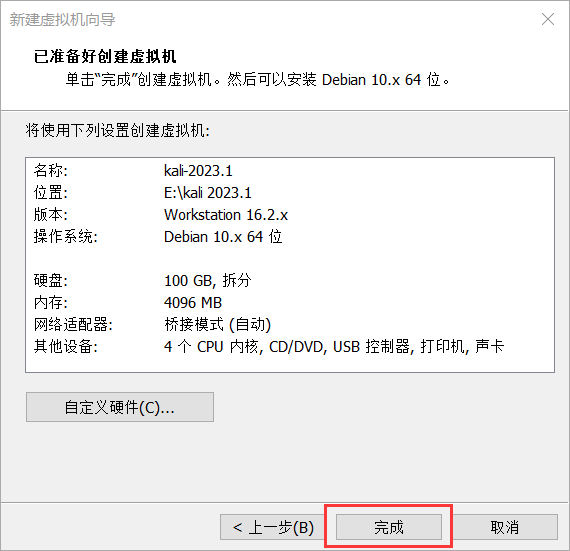 新建虚拟机向导
已准备好创建虚拟机
单击“完成”创建虚拟机。然后可以安装 Debian 10.x 64 位。
将使用下列设置创建虚拟机:
名称: kali-2023.1
位置: E:\kali 2023.1
版本: Workstation 16.2.x
操作系统: Debian 10.x 64 位
硬盘: 100 GB, 拆分
内存: 4096 MB
网络适配器: 桥接模式 (自动)
其他设备: 4 个 CPU 内核, CD/DVD, USB 控制器, 打印机, 声卡
自定义硬件(C)...
< 上一步(B) 完成 取消